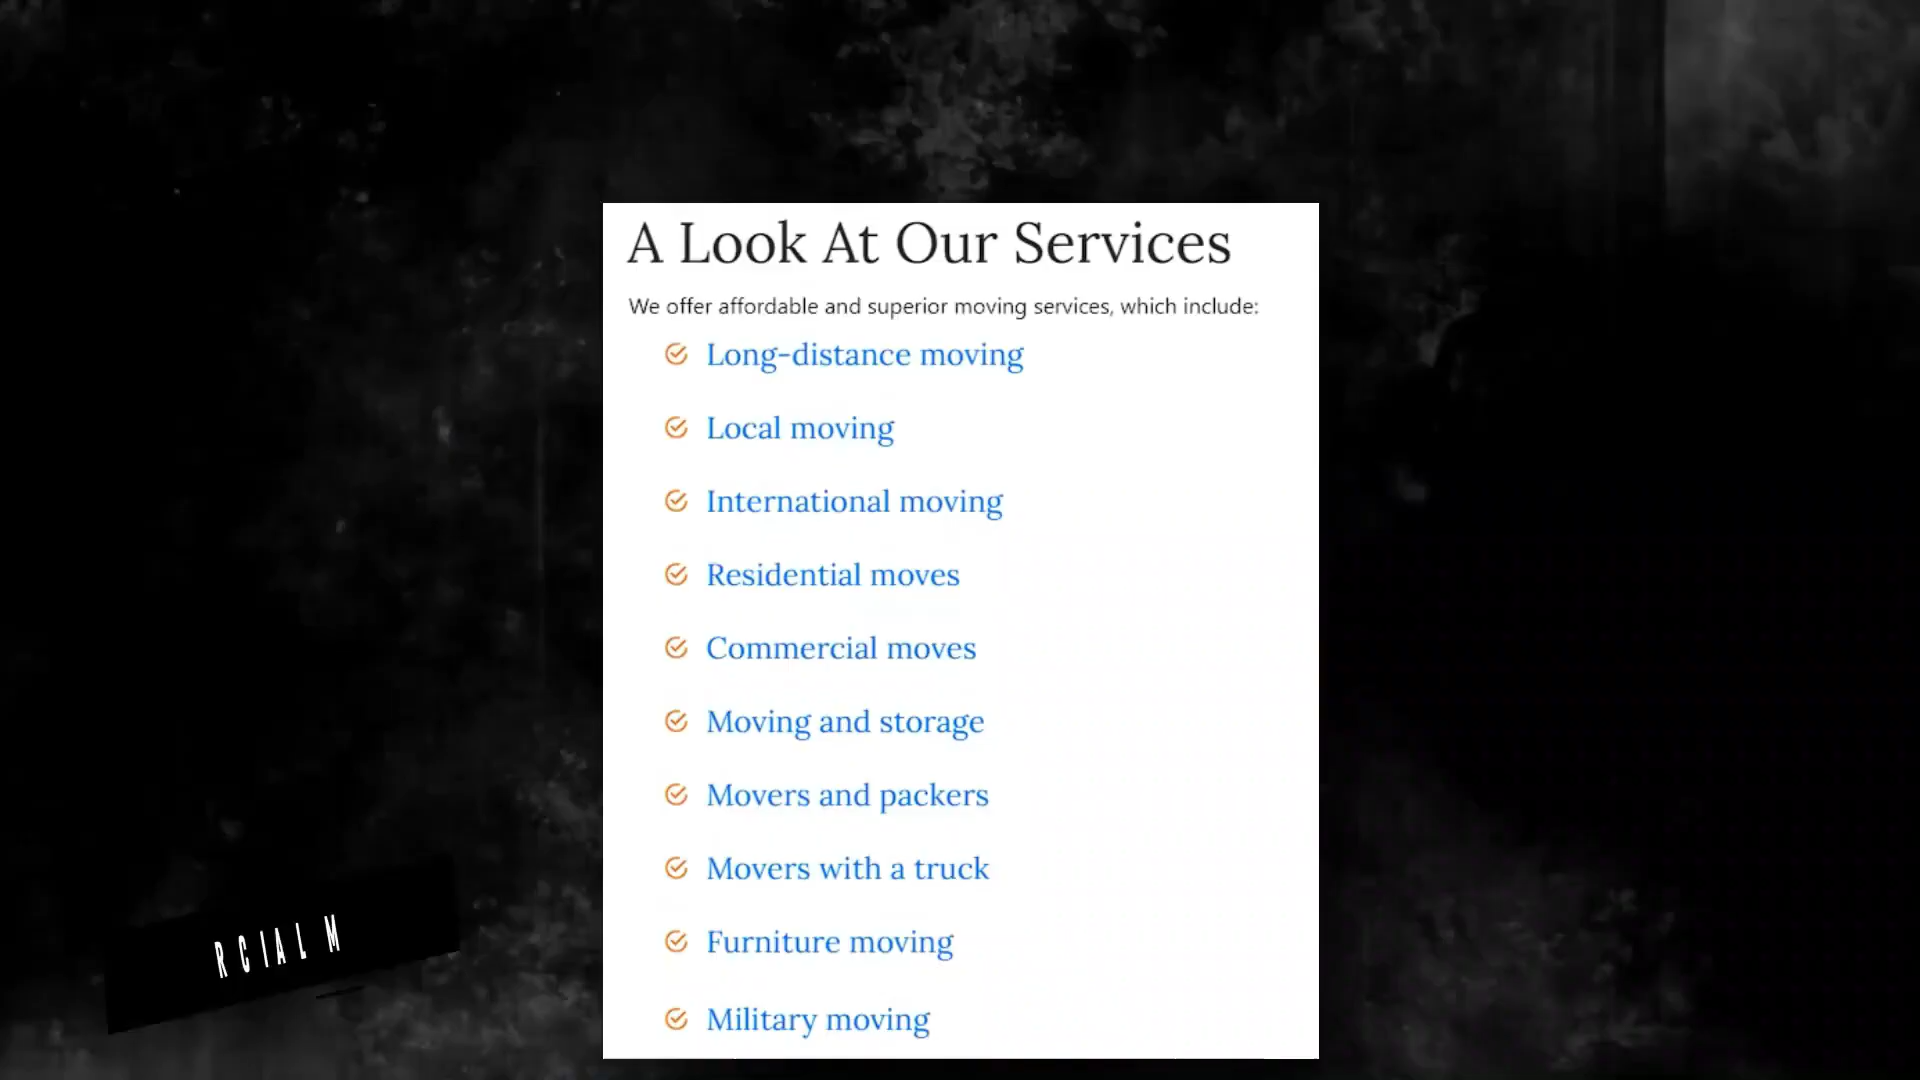 A Look At Our Services
We offer affordable and superior moving services, which include:
Long-distance moving
Local moving
International moving
Residential moves
Commercial moves
Moving and storage
Movers and packers
Movers with a truck
Furniture moving
Military moving
RCIAL M